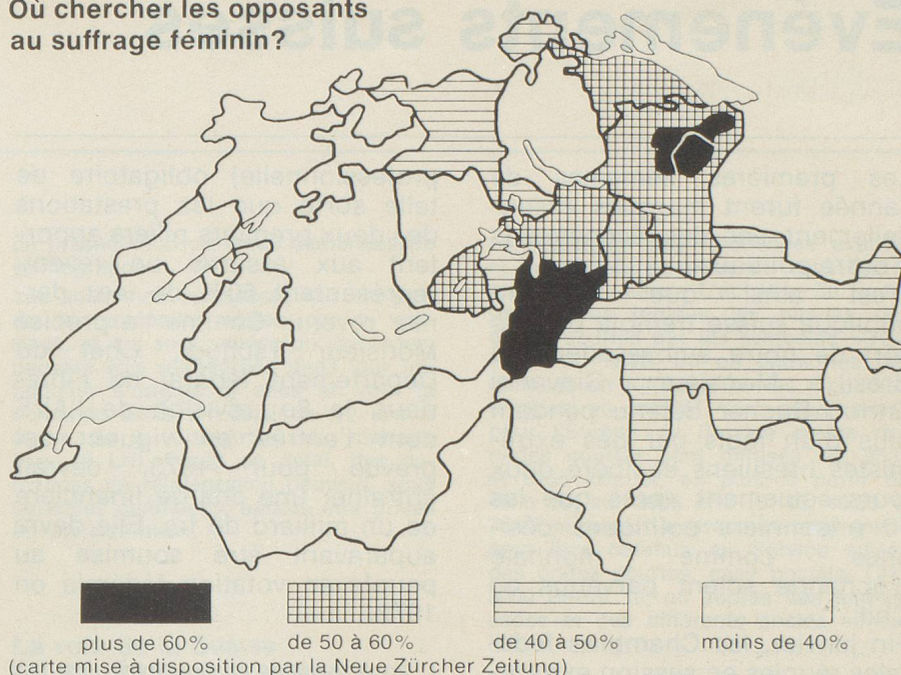 Où chercher les opposants
au suffrage féminin?
plus de 60%
de 50 à 60%
de 40 à 50%
moins de 40%
(carte mise à disposition par la Neue Zürcher Zeitung)